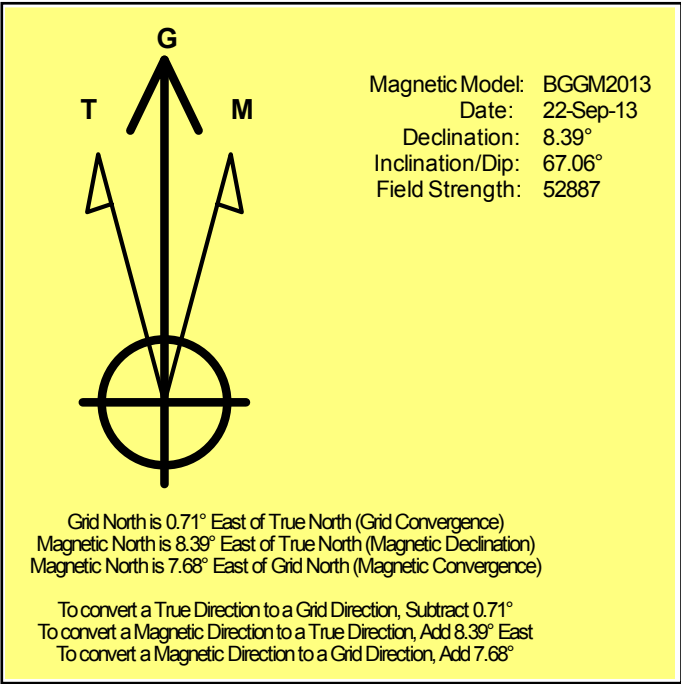 G
T M
Magnetic Model: BGGM2013
Date: 22-Sep-13
Declination: 8.39°
Inclination/Dip: 67.06°
Field Strength: 52887
Grid North is 0.71° East of True North (Grid Convergence)
Magnetic North is 8.39° East of True North (Magnetic Declination)
Magnetic North is 7.68° East of Grid North (Magnetic Convergence)
To convert a True Direction to a Grid Direction, Subtract 0.71°
To convert a Magnetic Direction to a True Direction, Add 8.39° East
To convert a Magnetic Direction to a Grid Direction, Add 7.68°